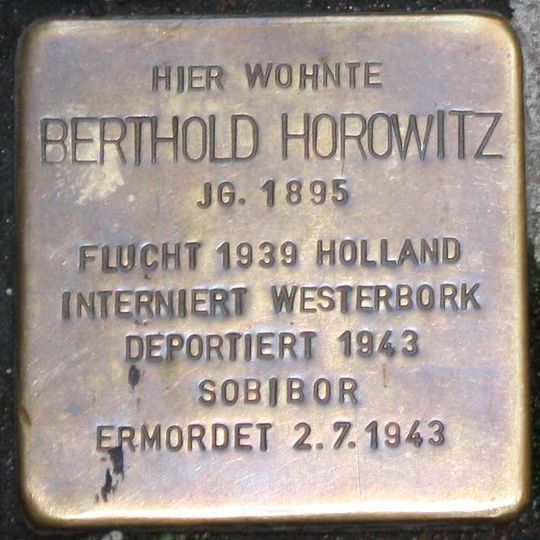 HIER WOHNTE
BERTHOLD HOROWITZ
JG. 1895
FLUCHT 1939 HOLLAND
INTERNIERT WESTERBORK
DEPORTIERT 1943
SOBIBOR
ERMORDET 2.7.1943